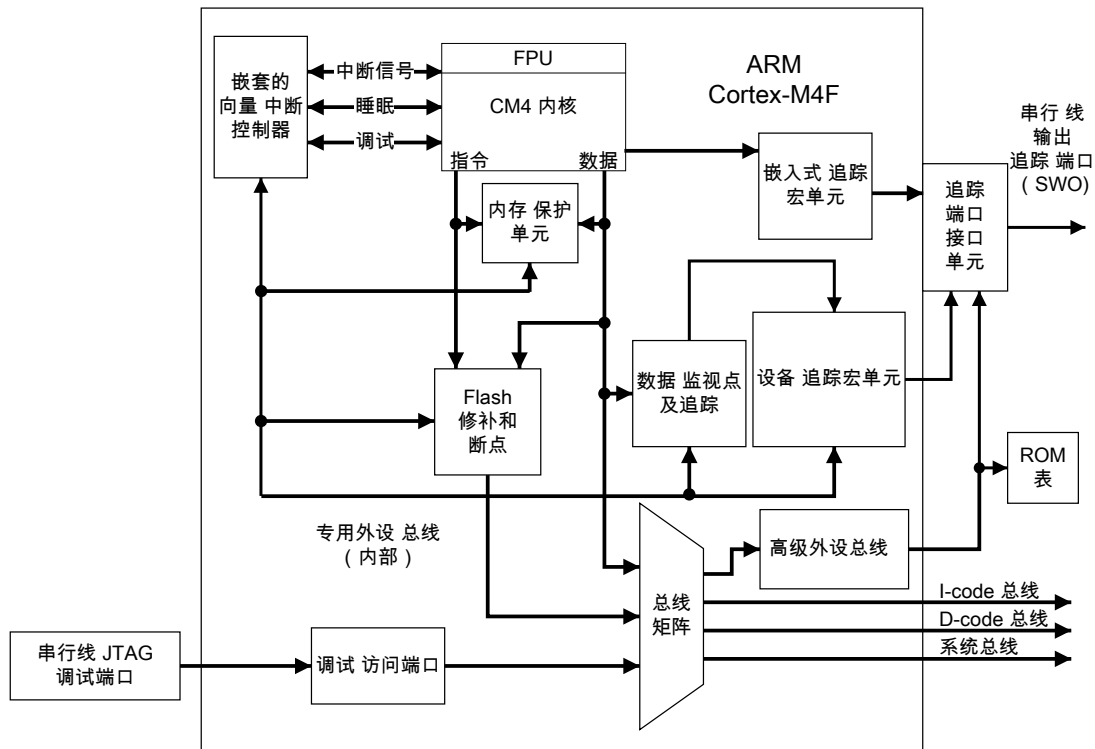 FPU
ARM
Cortex-M4F
嵌套的
向量 中断
控制器
中断信号
睡眠
调试
CM4 内核
指令
数据
串行 线
输出
追踪 端口
( SWO)
嵌入式 追踪
宏单元
追踪
端口
接口
单元
内存 保护
单元
Flash
修补和
断点
数据 监视点
及追踪
设备 追踪宏单元
ROM
表
专用外设 总线
( 内部 )
高级外设总线
总线
矩阵
I-code 总线
D-code 总线
系统总线
串行线 JTAG
调试端口
调试 访问端口